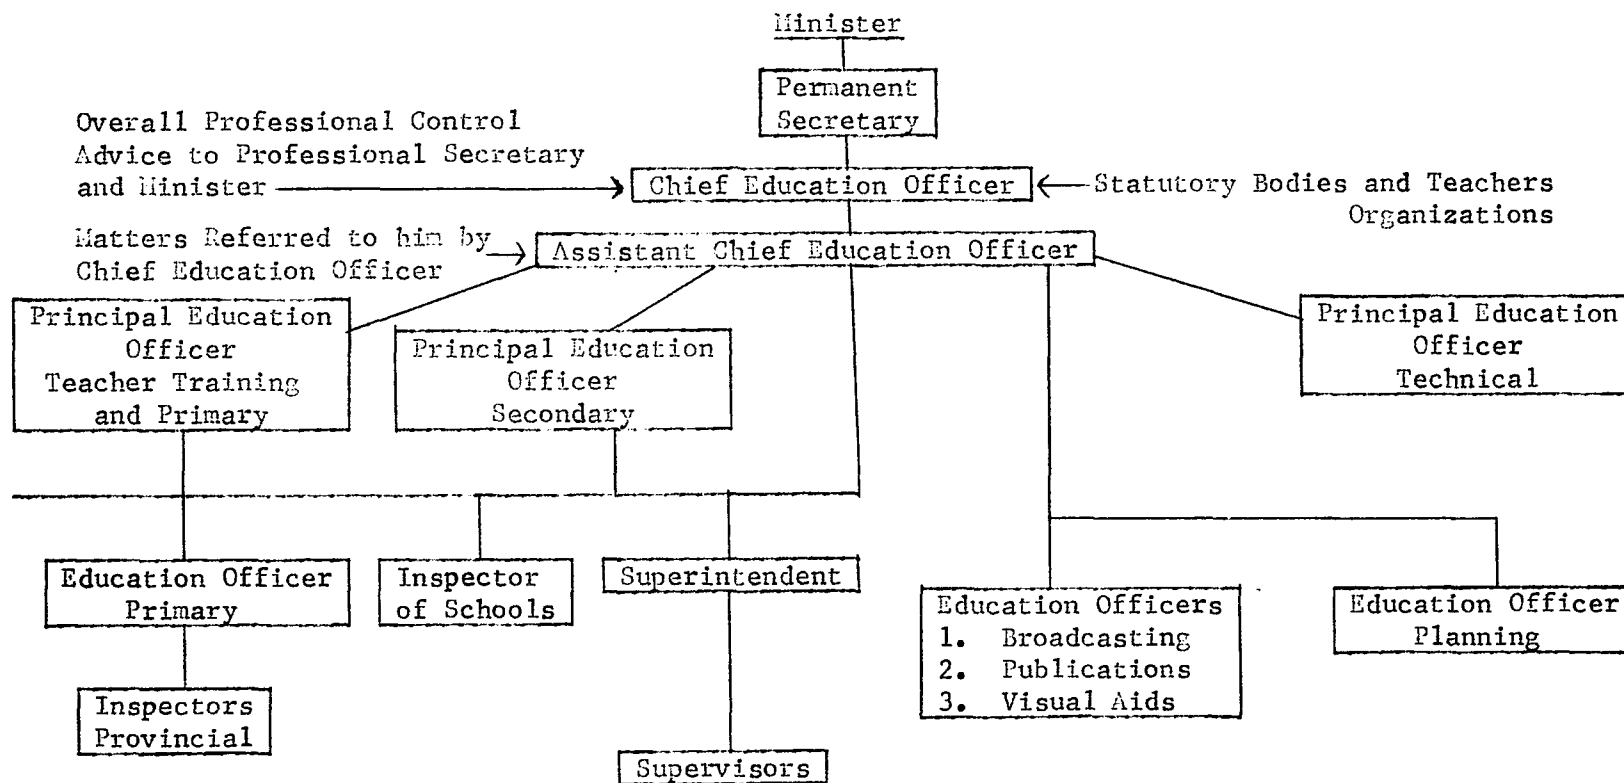 Minister
Permanent
Secretary
Overall Professional Control
Advice to Professional Secretary
and Minister
Chief Education Officer
Statutory Bodies and Teachers
Organizations
Matters Referred to him by
Chief Education Officer
Assistant Chief Education Officer
Principal Education
Officer
Teacher Training
and Primary
Principal Education
Officer
Secondary
Principal Education
Officer
Technical
Education Officer
Primary
Inspector
of Schools
Superintendent
Education Officers
1. Broadcasting
2. Publications
3. Visual Aids
Education Officer
Planning
Inspectors
Provincial
Supervisors